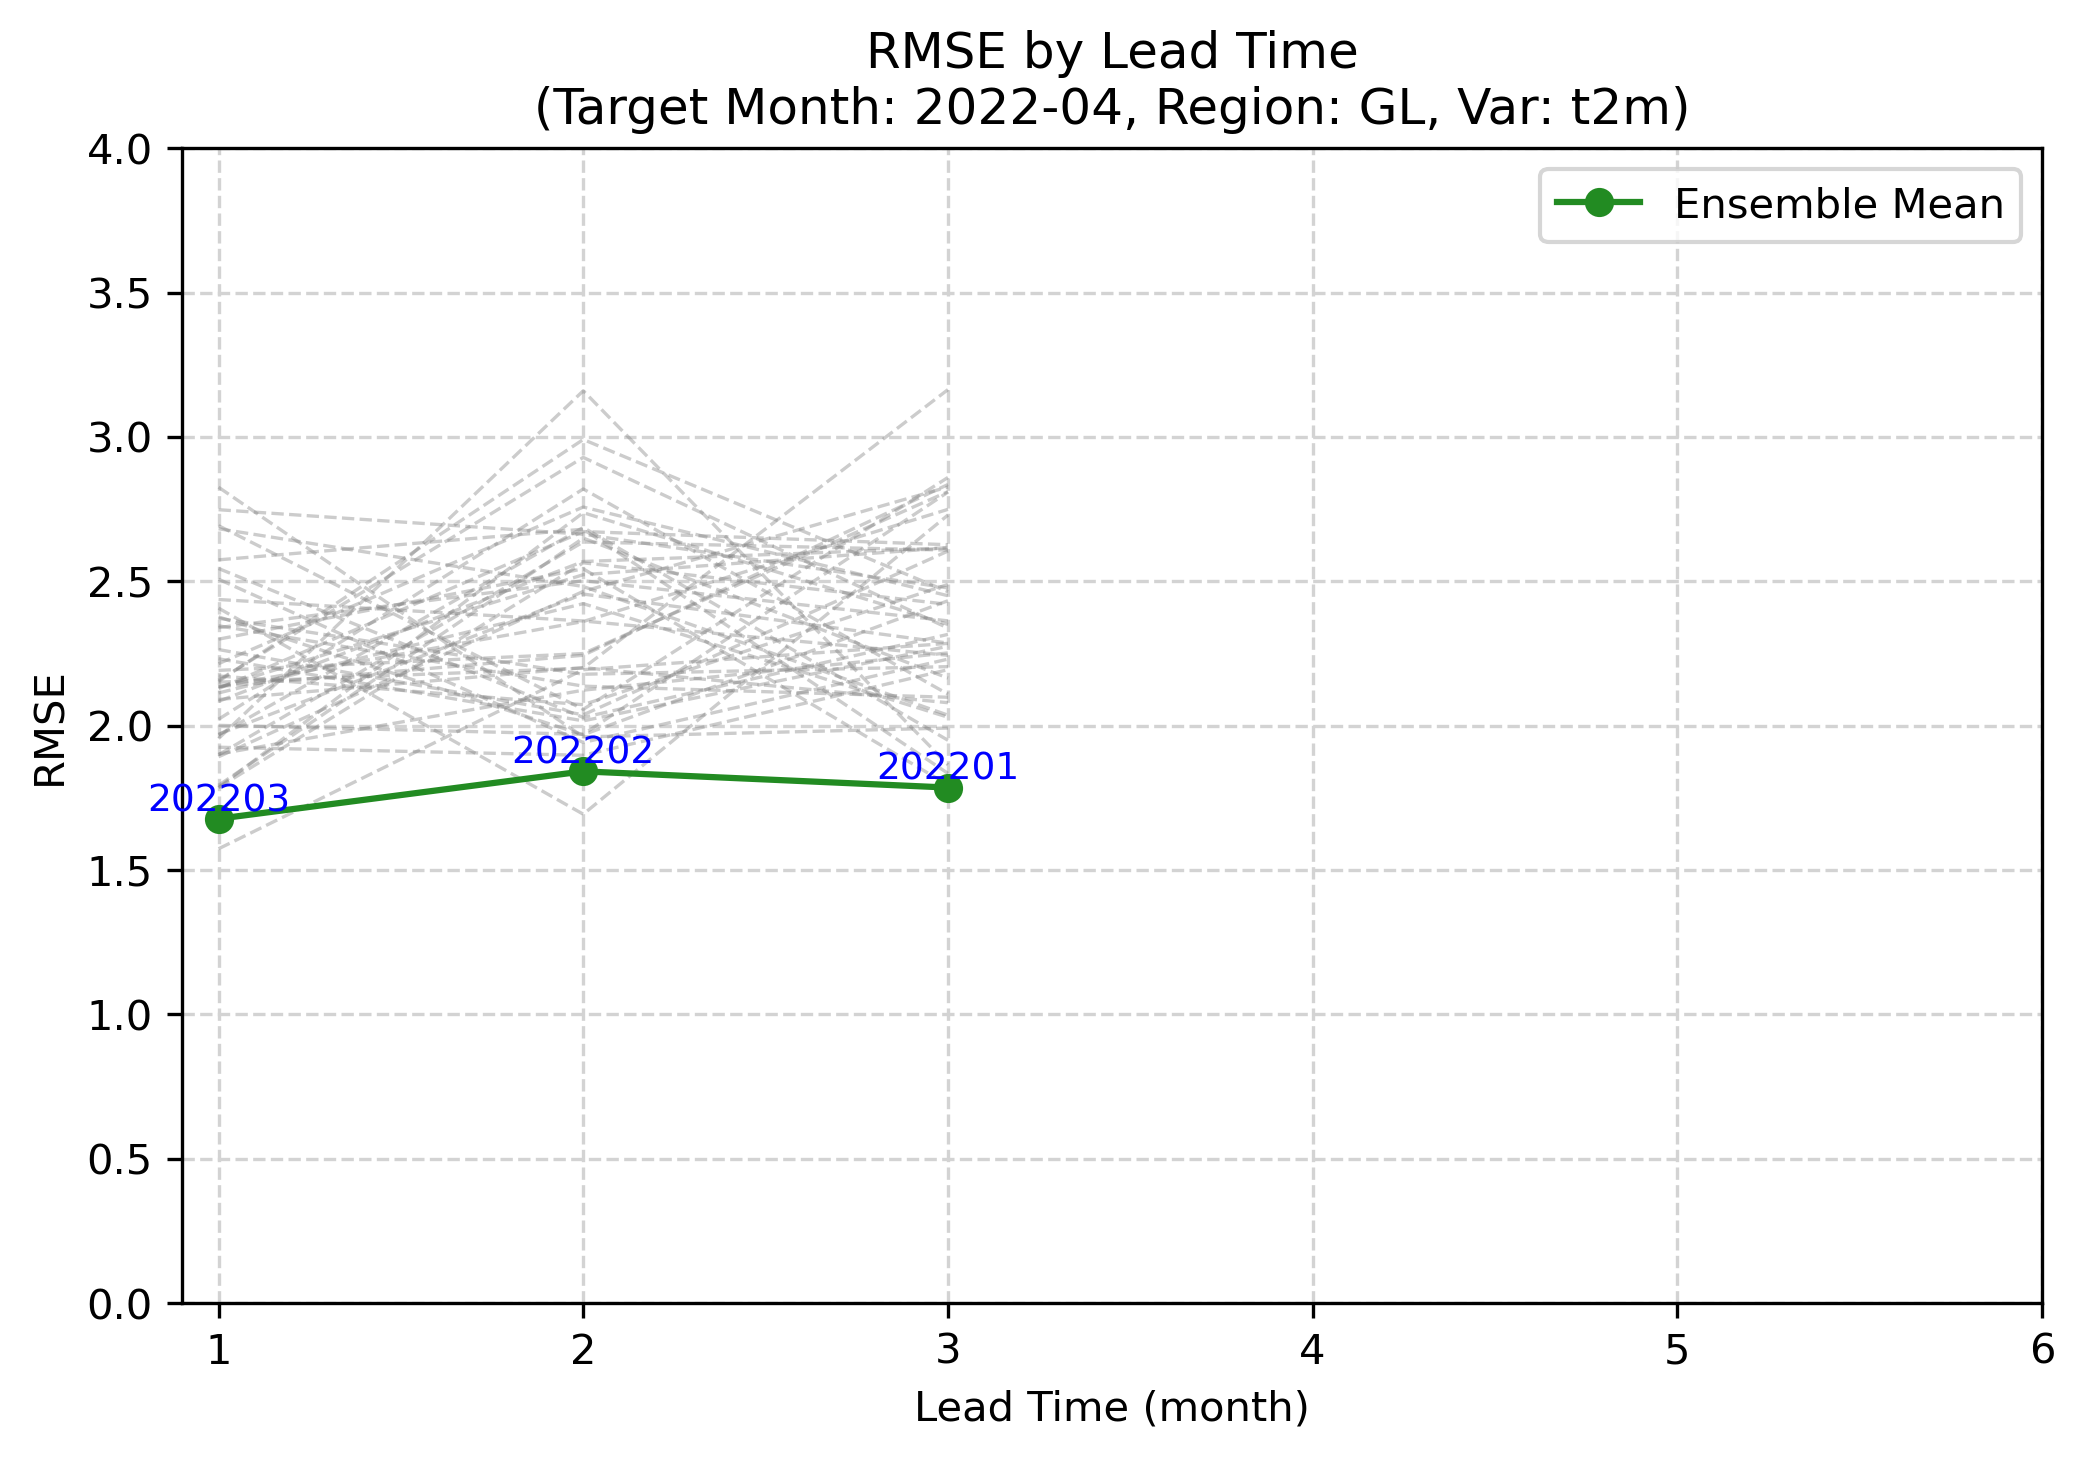 RMSE by Lead Time
(Target Month: 2022-04, Region: GL, Var: t2m)
Ensemble Mean
4.0
3.5
3.0
2.5
2.0
1.5
1.0
0.5
0.0
RMSE
202203
202202
202201
1 2 3 4 5 6
Lead Time (month)